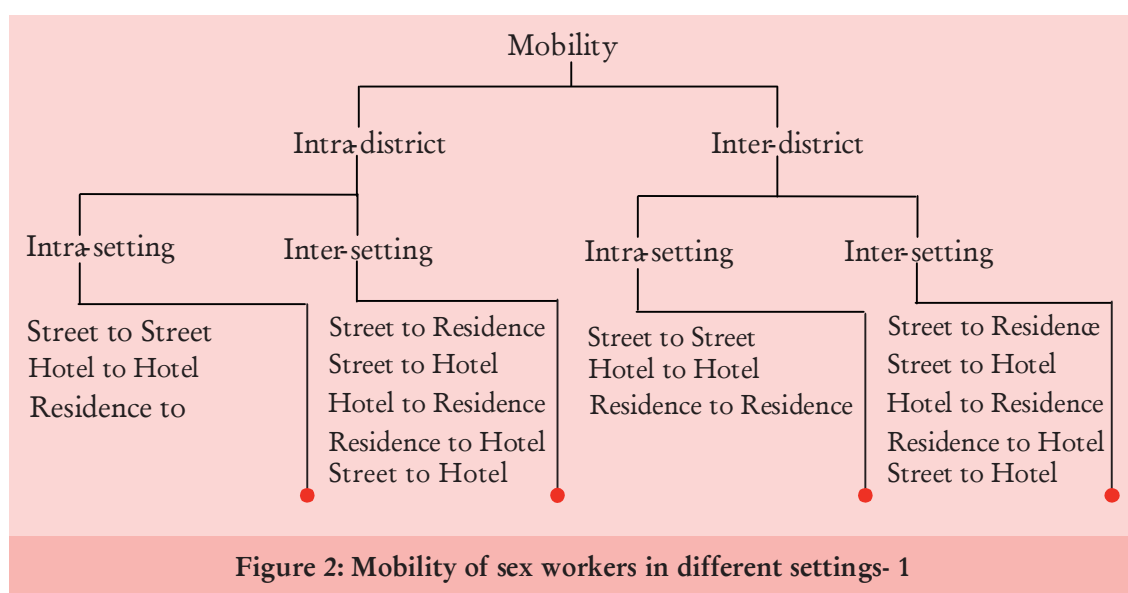 Mobility
Intra-district
Inter-district
Intra-setting
Inter-setting
Intra-setting
Inter-setting
Street to Street
Hotel to Hotel
Residence to
Street to Residence
Street to Hotel
Hotel to Residence
Residence to Hotel
Street to Hotel
Street to Street
Hotel to Hotel
Residence to Residence
Street to Residence
Street to Hotel
Hotel to Residence
Residence to Hotel
Street to Hotel
Figure 2: Mobility of sex workers in different settings- 1